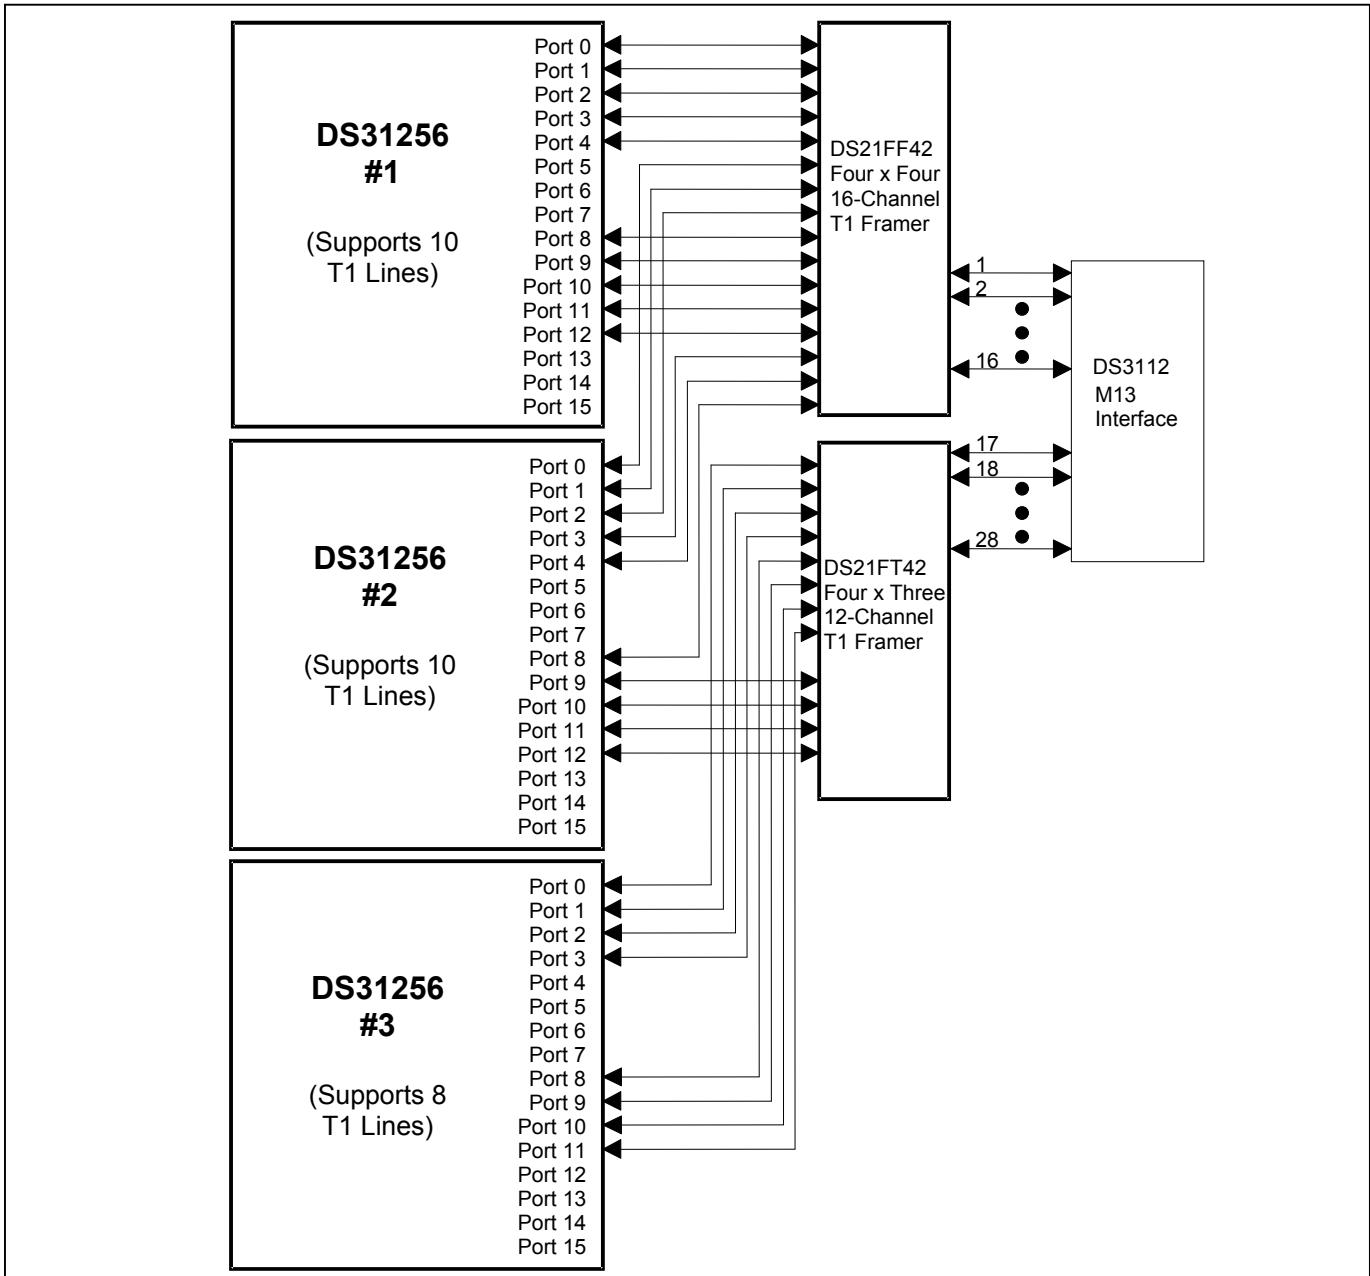 DS31256
#1
(Supports 10
T1 Lines)
Port 0
Port 1
Port 2
Port 3
Port 4
Port 5
Port 6
Port 7
Port 8
Port 9
Port 10
Port 11
Port 12
Port 13
Port 14
Port 15
DS31256
#2
(Supports 10
T1 Lines)
Port 0
Port 1
Port 2
Port 3
Port 4
Port 5
Port 6
Port 7
Port 8
Port 9
Port 10
Port 11
Port 12
Port 13
Port 14
Port 15
DS31256
#3
(Supports 8
T1 Lines)
Port 0
Port 1
Port 2
Port 3
Port 4
Port 5
Port 6
Port 7
Port 8
Port 9
Port 10
Port 11
Port 12
Port 13
Port 14
Port 15
DS21FF42
Four x Four
16-Channel
T1 Framer
DS21FT42
Four x Three
12-Channel
T1 Framer
1
2
16
17
18
28
DS3112
M13
Interface